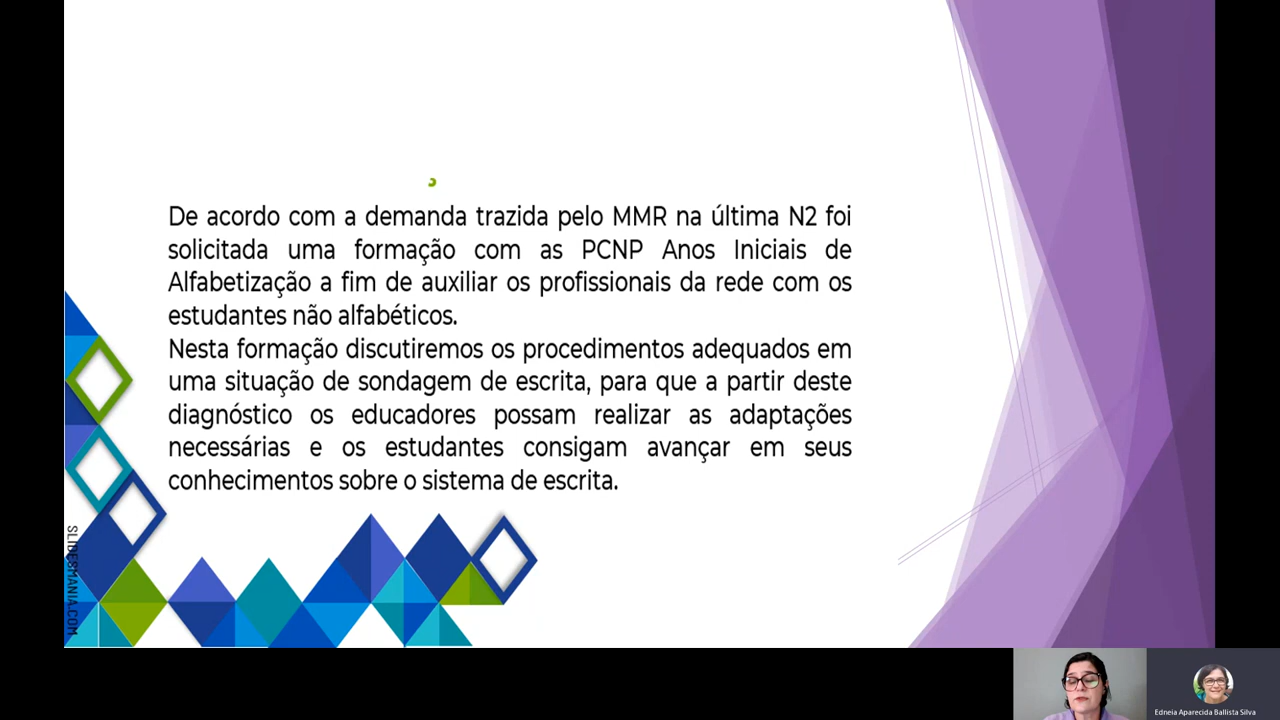 De acordo com a demanda trazida pelo MMR na última N2 foi
solicitada uma formação com as PCNP Anos Iniciais de
Alfabetização a fim de auxiliar os profissionais da rede com os
estudantes não alfabéticos.
Nesta formação discutiremos os procedimentos adequados em
uma situação de sondagem de escrita, para que a partir deste
diagnóstico os educadores possam realizar as adaptações
necessárias e os estudantes consigam avançar em seus
conhecimentos sobre o sistema de escrita.
SLIDESMANIA.COM
Edneia Aparecida Ballista Silva